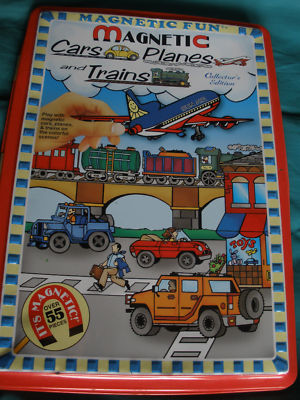 MAGNETIC FUN
MAGNETIC
Cars Planes
and Trains
Collector's
Edition
Play with
magnetic
cars, planes,
& trains on
the colorful
scenes!
TOYS
IT'S MAGNETIC!
OVER
55
PIECES